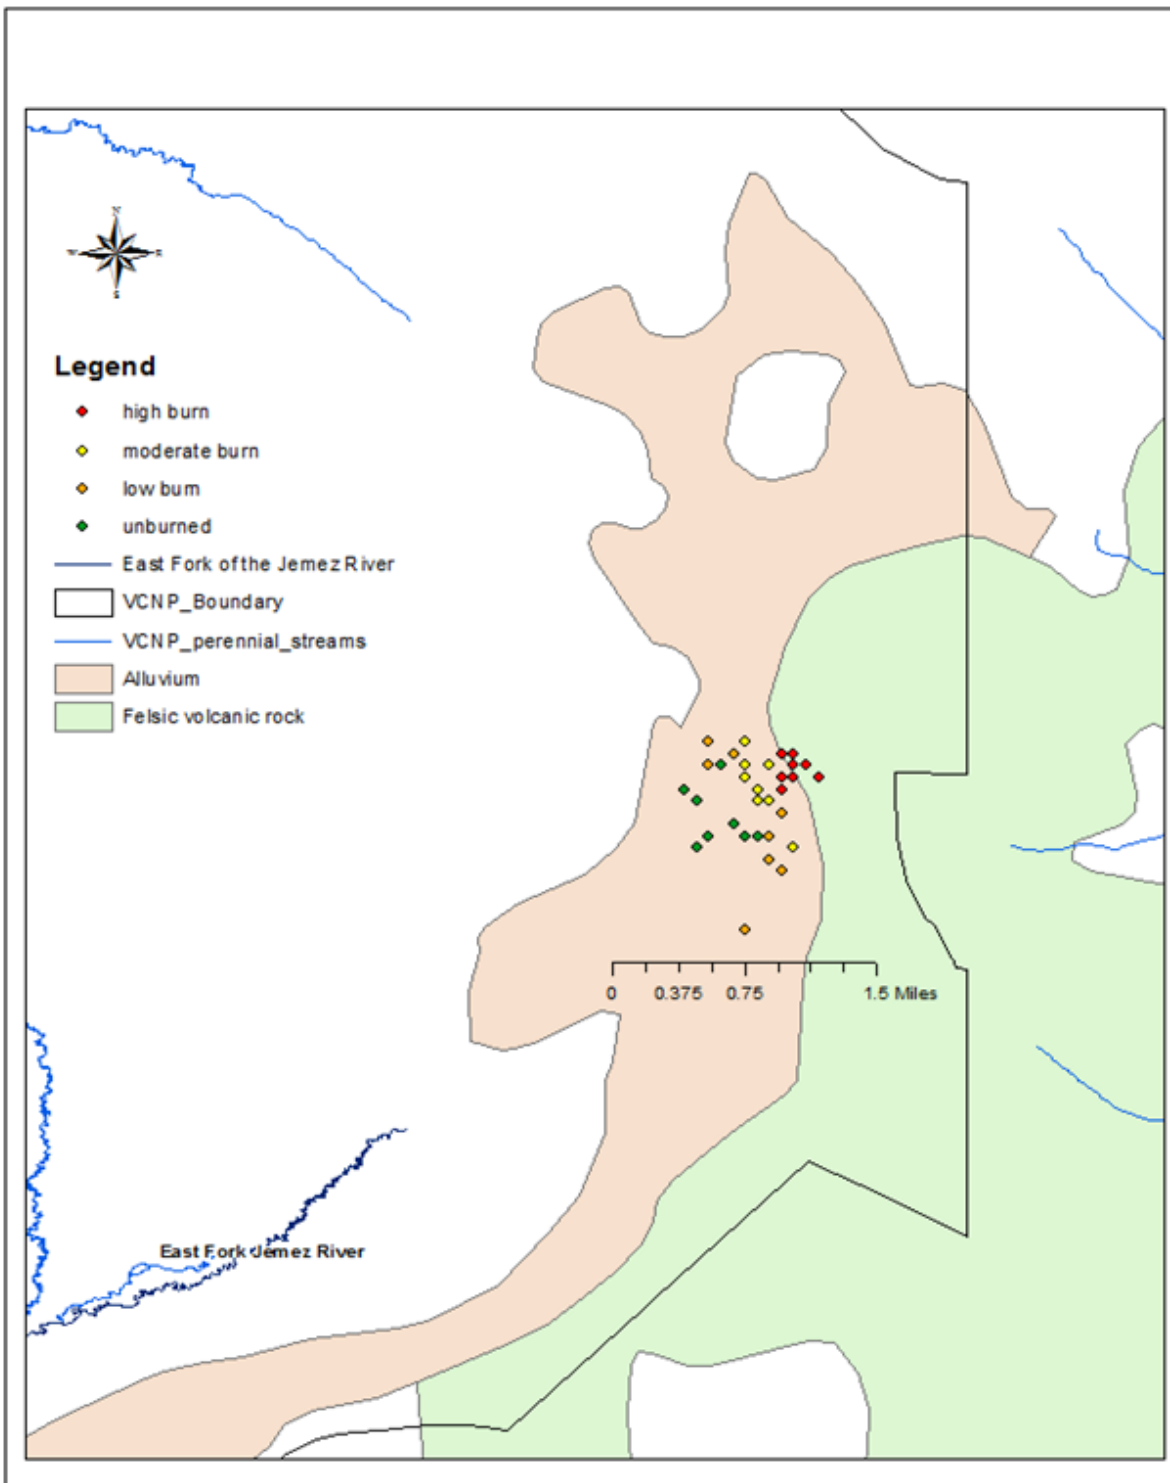 N
S
Legend
high burn
moderate burn
low burn
unburned
East Fork of the Jemez River
VCNP_Boundary
VCNP_perennial_streams
Alluvium
Felsic volcanic rock
0 0.375 0.75 1.5 Miles
East Fork Jemez River